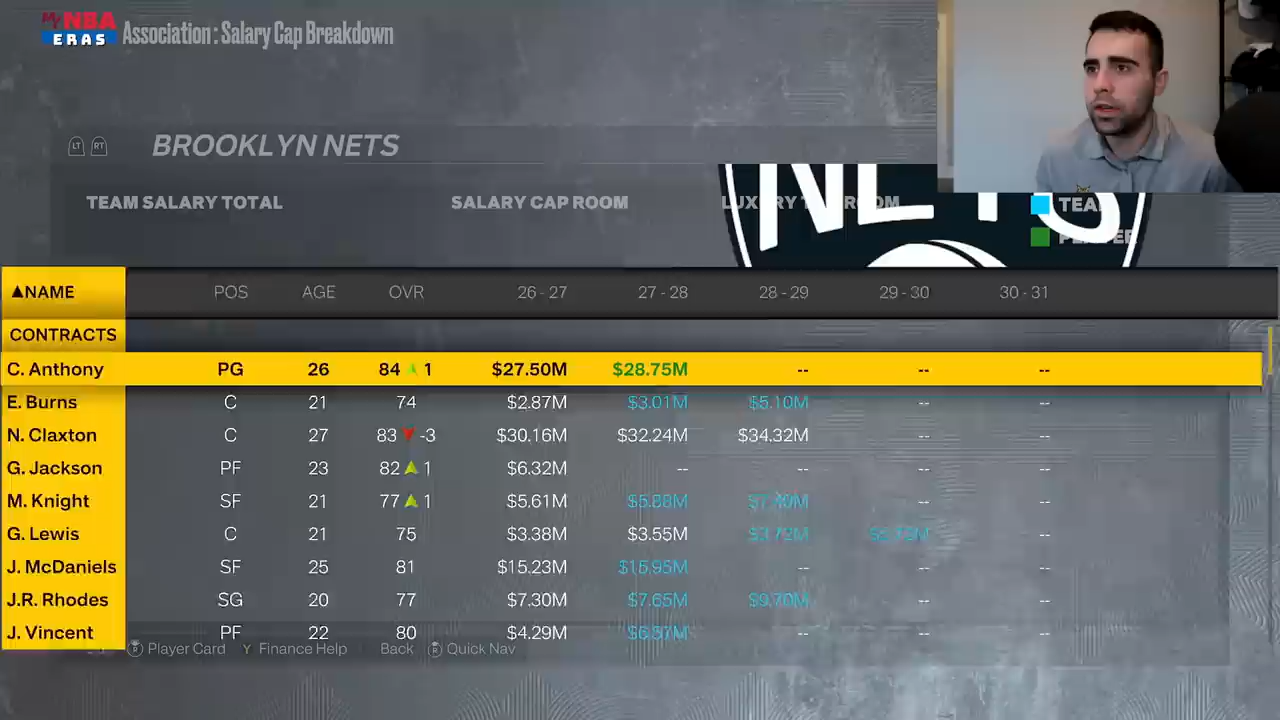 MyNBA ERAS Association : Salary Cap Breakdown
LT RT BROOKLYN NETS
NETS
TEAM SALARY TOTAL SALARY CAP ROOM
▲NAME POS AGE OVR 26 - 27 27 - 28 28 - 29 29 - 30 30 - 31
CONTRACTS
C. Anthony PG 26 84 1 $27.50M $28.75M -- -- --
E. Burns C 21 74 $2.87M $3.01M $5.10M -- --
N. Claxton C 27 83 -3 $30.16M $32.24M $34.32M -- --
G. Jackson PF 23 82 1 $6.32M -- -- -- --
M. Knight SF 21 77 1 $5.61M $5.88M -- --
G. Lewis C 21 75 $3.38M $3.55M $3.72M --
J. McDaniels SF 25 81 $15.23M $15.95M -- -- --
J.R. Rhodes SG 20 77 $7.30M $7.65M $9.70M -- --
J. Vincent PF 22 80 $4.29M -- -- --
R Player Card Y Finance Help Back R Quick Nav